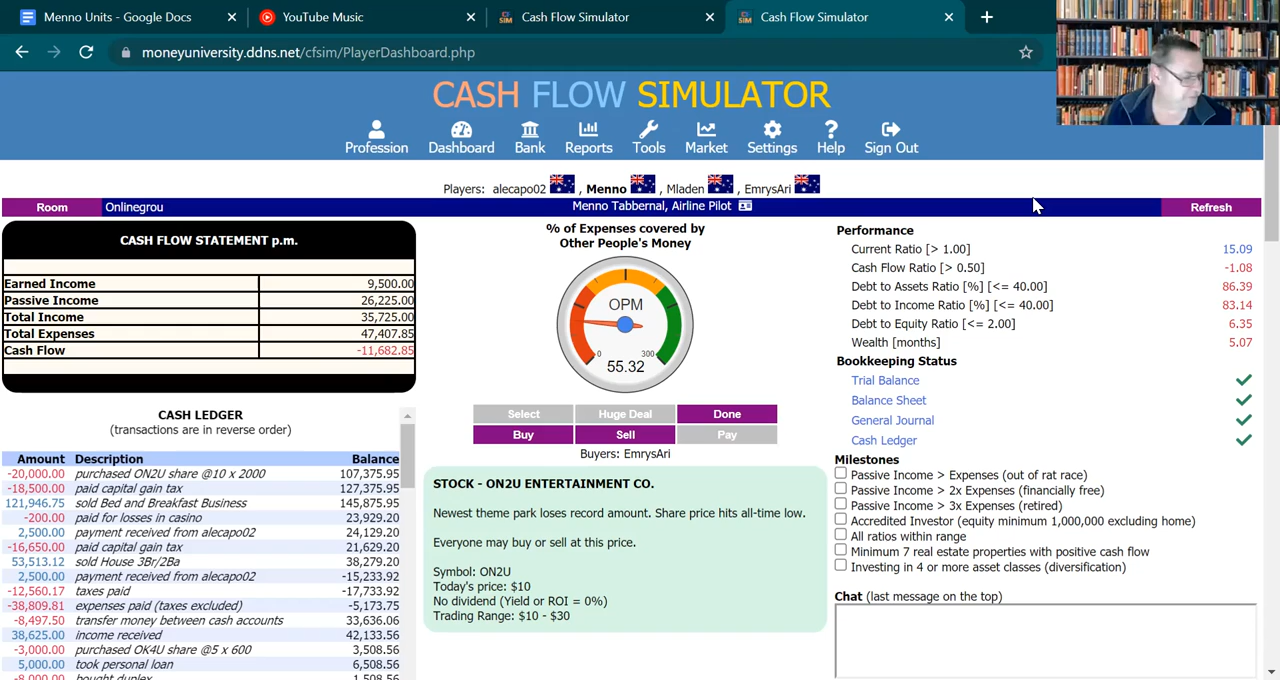 Menno Units - Google Docs
YouTube Music
Cash Flow Simulator
Cash Flow Simulator
moneyuniversity.ddns.net/cfsim/PlayerDashboard.php
CASH FLOW SIMULATOR
Profession
Dashboard
Bank
Reports
Tools
Market
Settings
Help
Sign Out
Players: alecapo02 , Menno , Mladen , EmrysAri
Room
Onlinegrou
Menno Tabbernal, Airline Pilot
Refresh
CASH FLOW STATEMENT p.m.
Earned Income 9,500.00
Passive Income 26,225.00
Total Income 35,725.00
Total Expenses 47,407.85
Cash Flow -11,682.85
CASH LEDGER
(transactions are in reverse order)
Amount Description Balance
-20,000.00 purchased ON2U share @10 x 2000 107,375.95
-18,500.00 paid capital gain tax 127,375.95
121,946.75 sold Bed and Breakfast Business 145,875.95
-200.00 paid for losses in casino 23,929.20
2,500.00 payment received from alecapo02 24,129.20
-16,650.00 paid capital gain tax 21,629.20
53,513.12 sold House 3Br/2Ba 38,279.20
2,500.00 payment received from alecapo02 -15,233.92
-12,560.17 taxes paid -17,733.92
-38,809.81 expenses paid (taxes excluded) -5,173.75
-8,497.50 transfer money between cash accounts 33,636.06
38,625.00 income received 42,133.56
-3,000.00 purchased OK4U share @5 x 600 3,508.56
5,000.00 took personal loan 6,508.56
-8,000.00 bought duplex 1,508.56
% of Expenses covered by
Other People's Money
OPM
0
300
55.32
Select
Huge Deal
Done
Buy
Sell
Pay
Buyers: EmrysAri
STOCK - ON2U ENTERTAINMENT CO.
Newest theme park loses record amount. Share price hits all-time low.
Everyone may buy or sell at this price.
Symbol: ON2U
Today's price: $10
No dividend (Yield or ROI = 0%)
Trading Range: $10 - $30
Performance
Current Ratio [> 1.00] 15.09
Cash Flow Ratio [> 0.50] -1.08
Debt to Assets Ratio [%] [<= 40.00] 86.39
Debt to Income Ratio [%] [<= 40.00] 83.14
Debt to Equity Ratio [<= 2.00] 6.35
Wealth [months] 5.07
Bookkeeping Status
Trial Balance
Balance Sheet
General Journal
Cash Ledger
Milestones
Passive Income > Expenses (out of rat race)
Passive Income > 2x Expenses (financially free)
Passive Income > 3x Expenses (retired)
Accredited Investor (equity minimum 1,000,000 excluding home)
All ratios within range
Minimum 7 real estate properties with positive cash flow
Investing in 4 or more asset classes (diversification)
Chat (last message on the top)